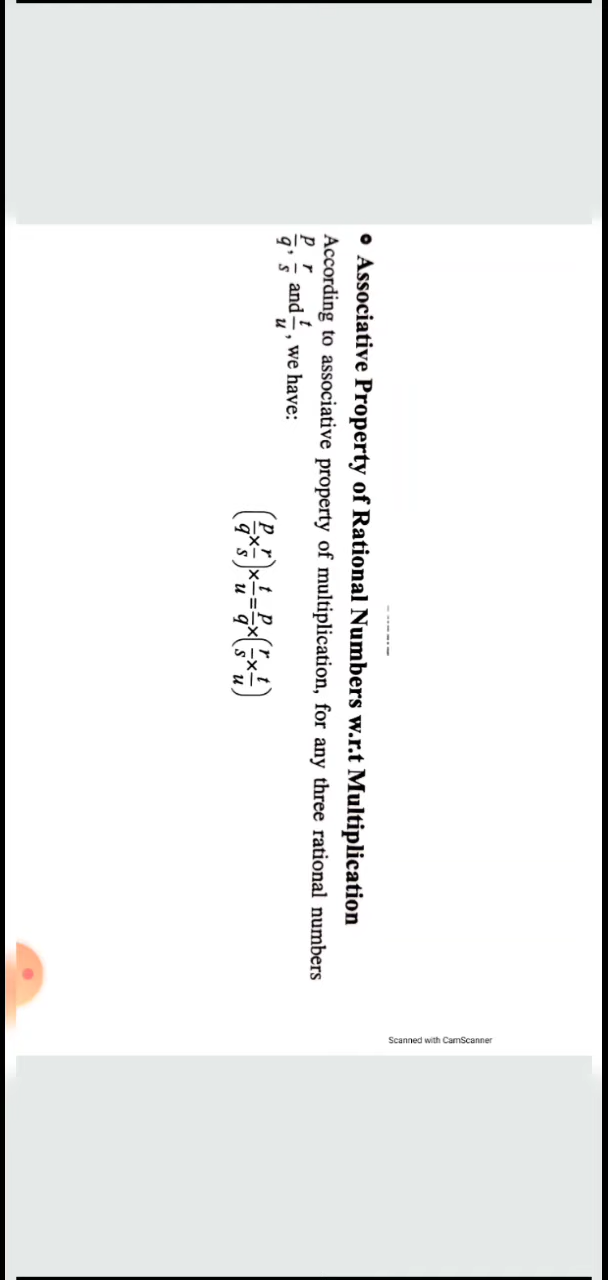 • Associative Property of Rational Numbers w.r.t Multiplication
According to associative property of multiplication, for any three rational numbers
p/q, r/s and t/u, we have:
(p/q × r/s) × t/u = p/q × (r/s × t/u)
Scanned with CamScanner